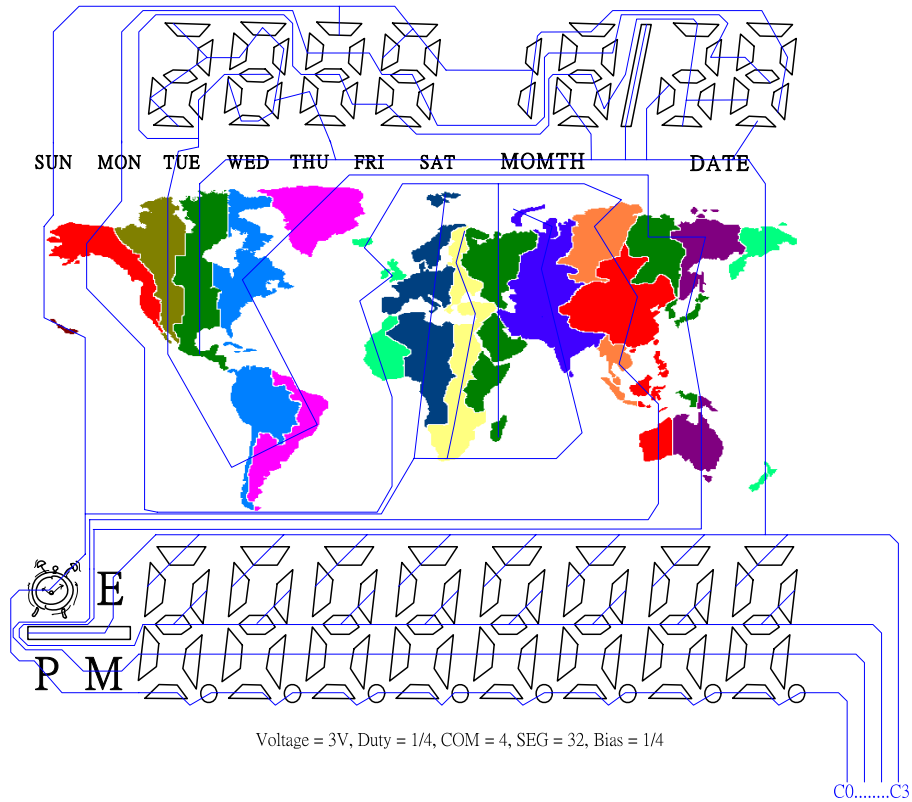 SUN MON TUE WED THU FRI SAT MOMTH DATE
E
P M
Voltage = 3V, Duty = 1/4, COM = 4, SEG = 32, Bias = 1/4
C0........C3